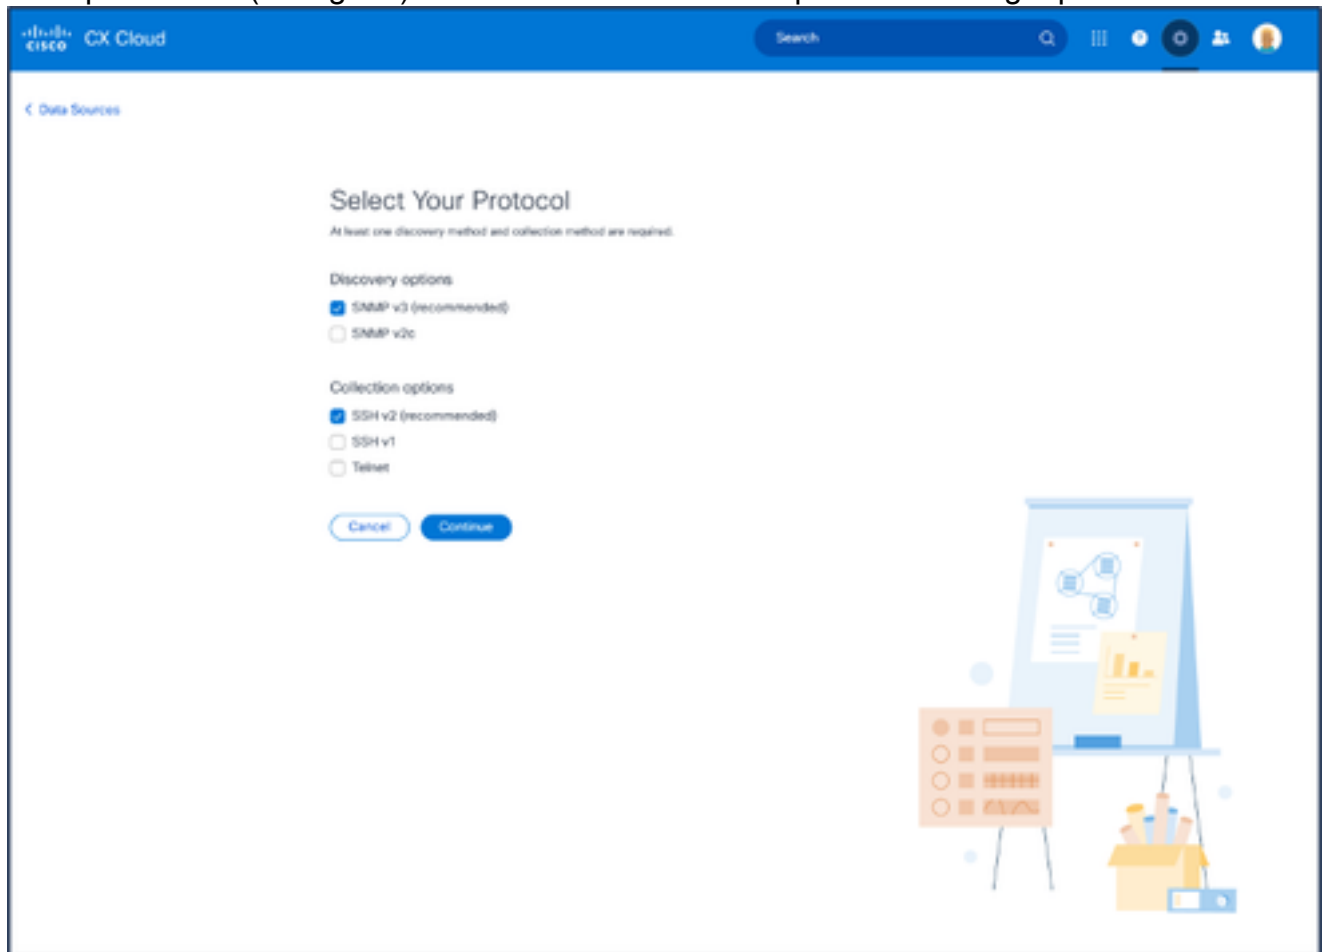 CISCO CX Cloud
Search
Data Sources
Select Your Protocol
At least one discovery method and collection method are required.
Discovery options
SNMP v3 (recommended)
SNMP v2c
Collection options
SSH v2 (recommended)
SSH v1
Telnet
Cancel Continue